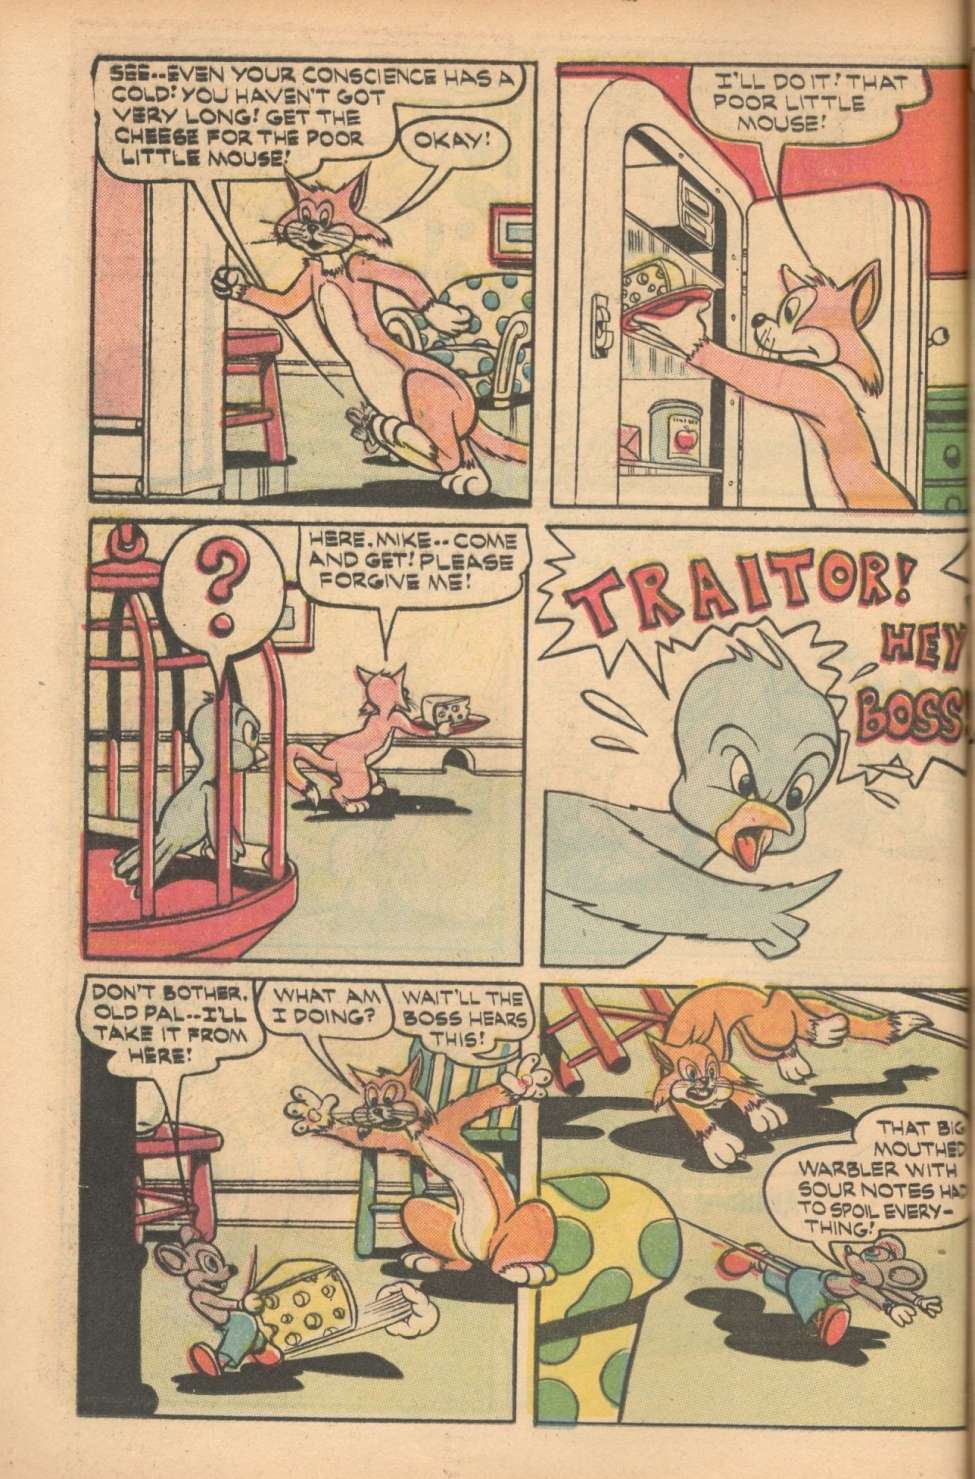 SEE--EVEN YOUR CONSCIENCE HAS A
COLD! YOU HAVEN'T GOT
VERY LONG! GET THE
CHEESE FOR THE POOR
LITTLE MOUSE!
OKAY!
I'LL DO IT! THAT
POOR LITTLE
MOUSE!
?
HERE, MIKE--COME
AND GET! PLEASE
FORGIVE ME!
TRAITOR!
HEY
BOSS!
DON'T BOTHER,
OLD PAL--I'LL
TAKE IT FROM
HERE!
WHAT AM
I DOING?
WAIT'LL THE
BOSS HEARS
THIS!
THAT BIG
MOUTHED
WARBLER WITH
SOUR NOTES HAD
TO SPOIL EVERY-
THING!